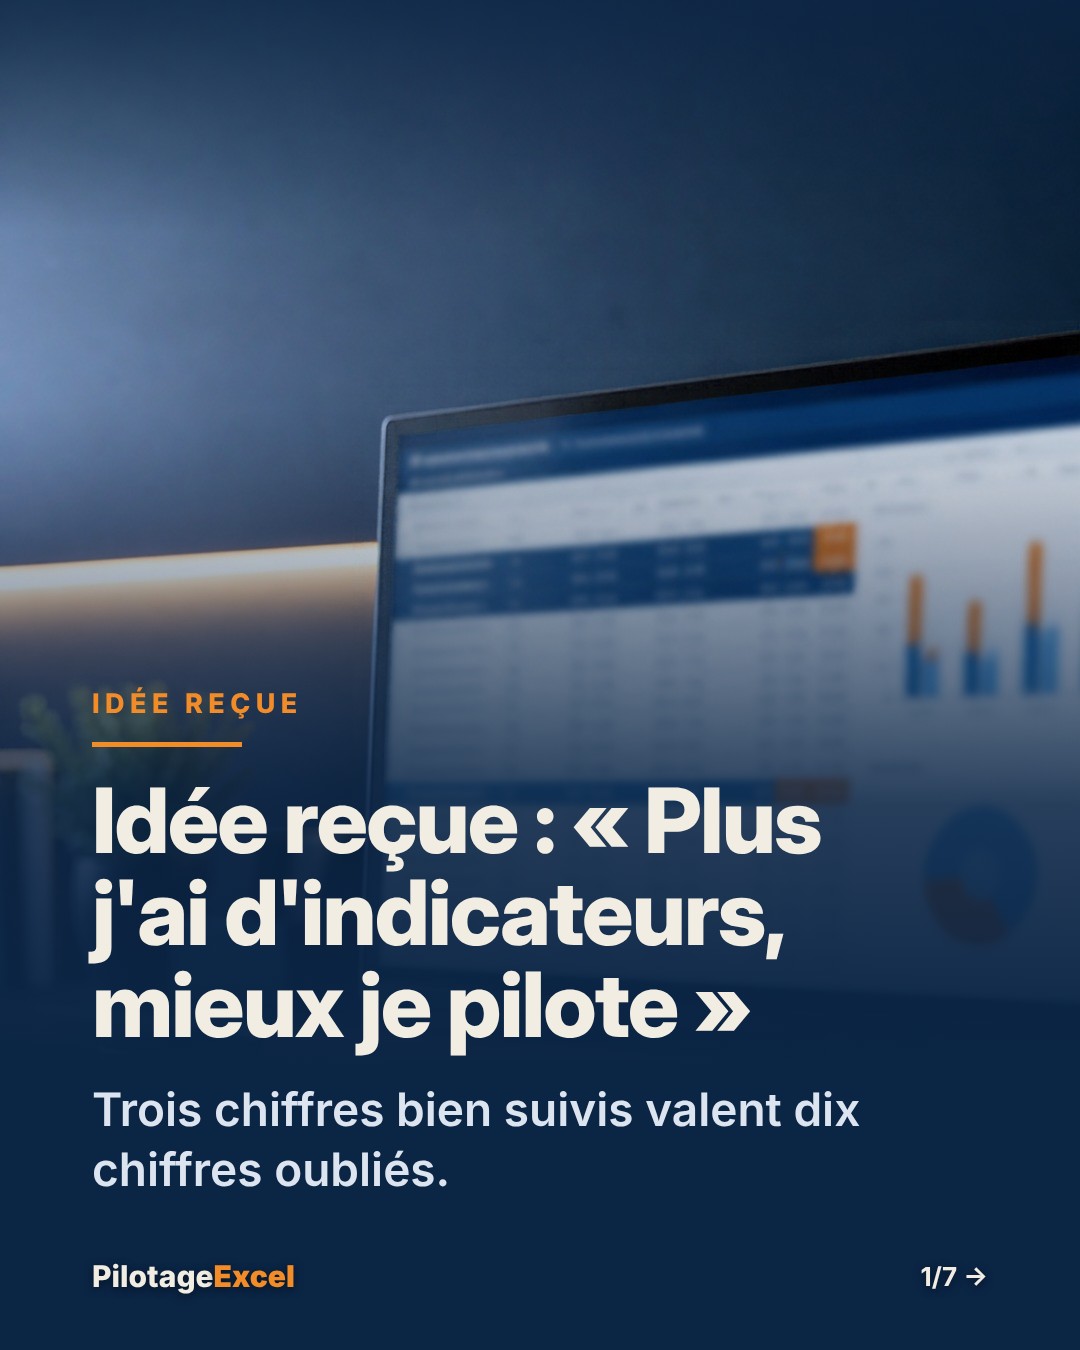 IDÉE REÇUE
Idée reçue : « Plus
j'ai d'indicateurs,
mieux je pilote »
Trois chiffres bien suivis valent dix
chiffres oubliés.
PilotageExcel
1/7 →